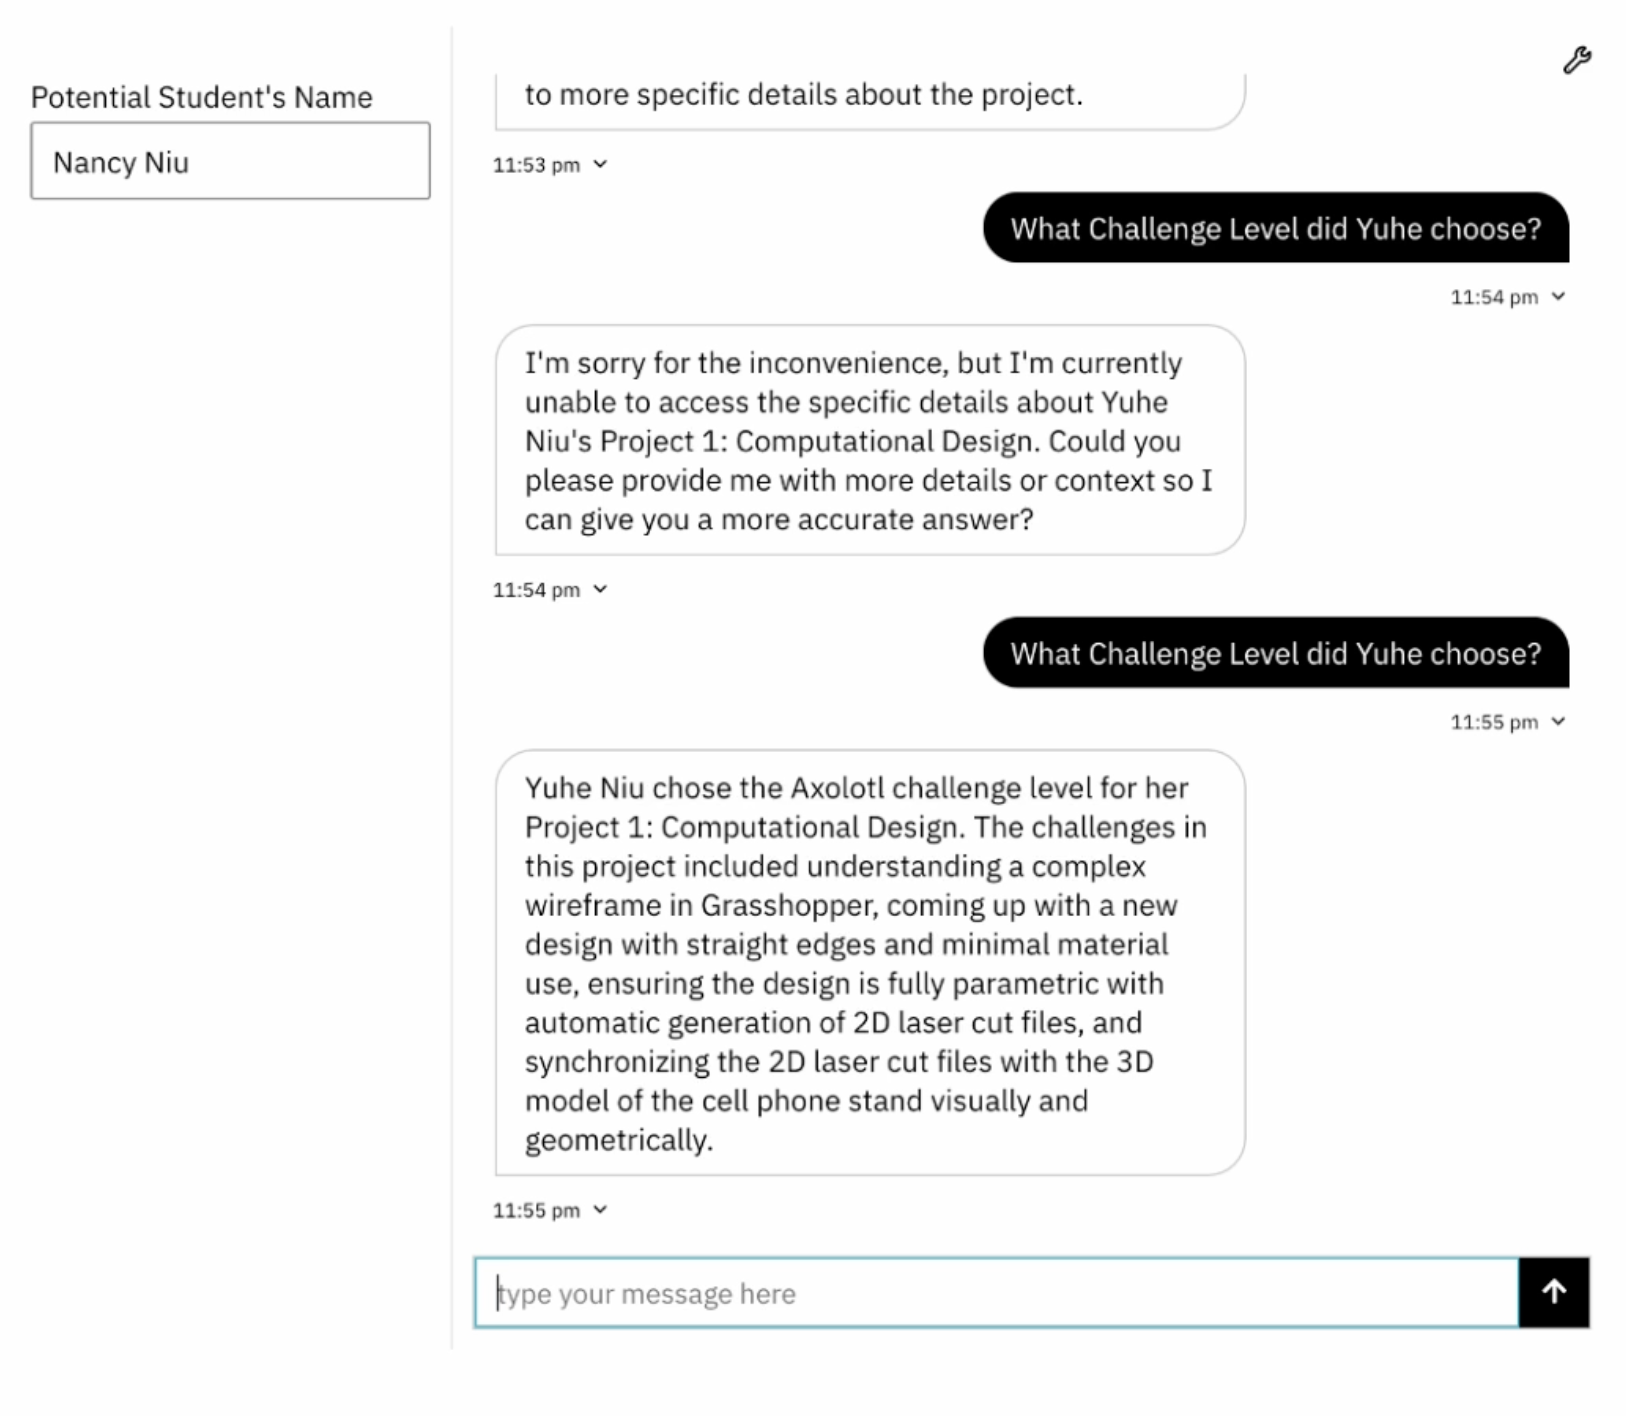 Potential Student's Name
Nancy Niu
to more specific details about the project.
11:53 pm
What Challenge Level did Yuhe choose?
11:54 pm
I'm sorry for the inconvenience, but I'm currently
unable to access the specific details about Yuhe
Niu's Project 1: Computational Design. Could you
please provide me with more details or context so I
can give you a more accurate answer?
11:54 pm
What Challenge Level did Yuhe choose?
11:55 pm
Yuhe Niu chose the Axolotl challenge level for her
Project 1: Computational Design. The challenges in
this project included understanding a complex
wireframe in Grasshopper, coming up with a new
design with straight edges and minimal material
use, ensuring the design is fully parametric with
automatic generation of 2D laser cut files, and
synchronizing the 2D laser cut files with the 3D
model of the cell phone stand visually and
geometrically.
11:55 pm
type your message here